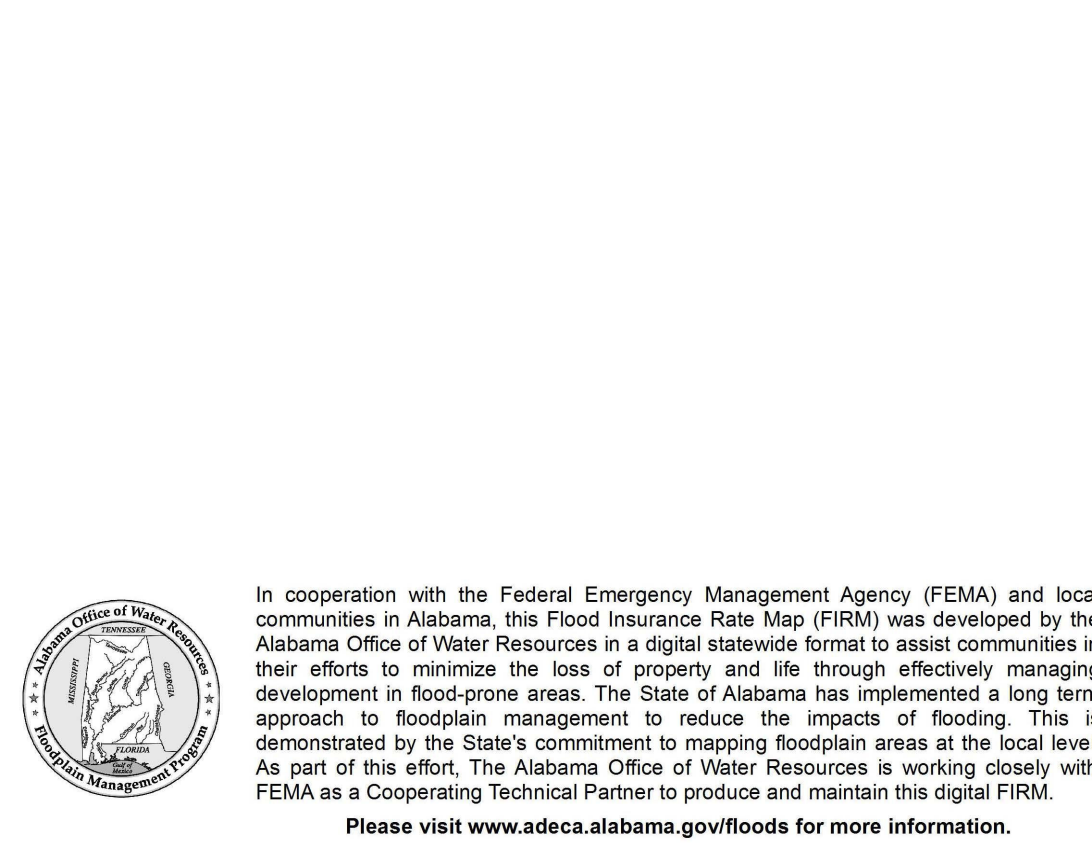 Alabama Office of Water Resources
TENNESSEE
MISSISSIPPI
GEORGIA
FLORIDA
Gulf of
Mexico
Floodplain Management Program
In cooperation with the Federal Emergency Management Agency (FEMA) and loca
communities in Alabama, this Flood Insurance Rate Map (FIRM) was developed by the
Alabama Office of Water Resources in a digital statewide format to assist communities i
their efforts to minimize the loss of property and life through effectively managing
development in flood-prone areas. The State of Alabama has implemented a long term
approach to floodplain management to reduce the impacts of flooding. This i
demonstrated by the State's commitment to mapping floodplain areas at the local leve
As part of this effort, The Alabama Office of Water Resources is working closely with
FEMA as a Cooperating Technical Partner to produce and maintain this digital FIRM.
Please visit www.adeca.alabama.gov/floods for more information.